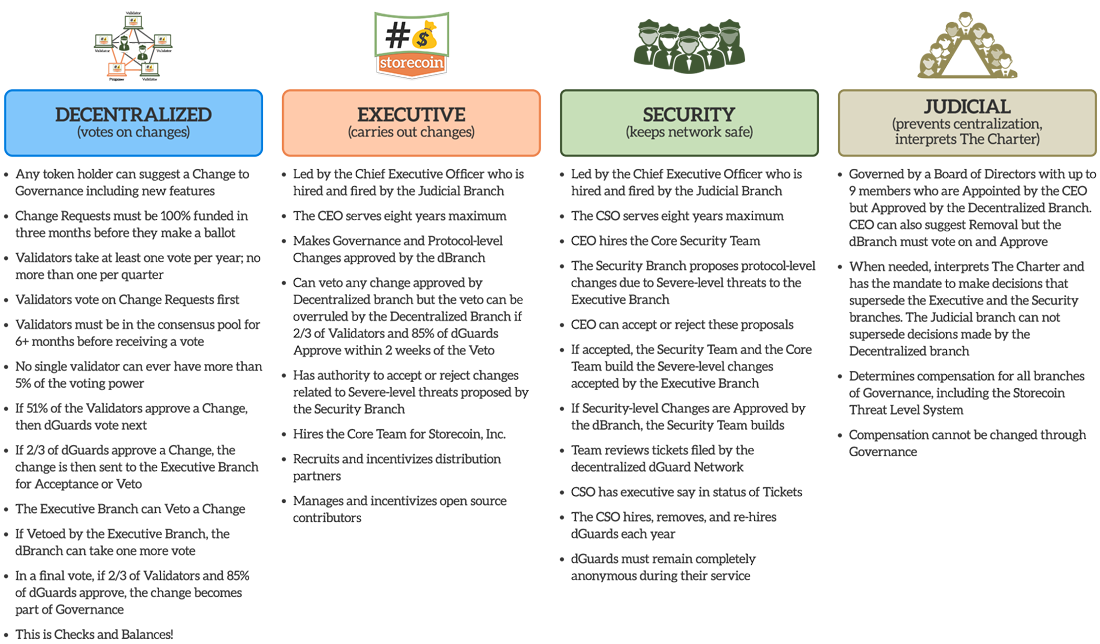 Validator
Validator
Validator
Validator
#
storecoin
DECENTRALIZED
(votes on changes)
• Any token holder can suggest a Change to
Governance including new features
• Change Requests must be 100% funded in
three months before they make a ballot
• Validators take at least one vote per year; no
more than one per quarter
• Validators vote on Change Requests first
• Validators must be in the consensus pool for
6+ months before receiving a vote
• No single validator can ever have more than
5% of the voting power
• If 51% of the Validators approve a Change,
then dGuards vote next
• If 2/3 of dGuards approve a Change, the
change is then sent to the Executive Branch
for Acceptance or Veto
• The Executive Branch can Veto a Change
• If Vetoed by the Executive Branch, the
dBranch can take one more vote
• In a final vote, if 2/3 of Validators and 85%
of dGuards approve, the change becomes
part of Governance
• This is Checks and Balances!
EXECUTIVE
(carries out changes)
• Led by the Chief Executive Officer who is
hired and fired by the Judicial Branch
• The CEO serves eight years maximum
• Makes Governance and Protocol-level
Changes approved by the dBranch
• Can veto any change approved by
Decentralized branch but the veto can be
overruled by the Decentralized Branch if
2/3 of Validators and 85% of dGuards
Approve within 2 weeks of the Veto
• Has authority to accept or reject changes
related to Severe-level threats proposed by
the Security Branch
• Hires the Core Team for Storecoin, Inc.
• Recruits and incentivizes distribution
partners
• Manages and incentivizes open source
contributors
SECURITY
(keeps network safe)
• Led by the Chief Executive Officer who is
hired and fired by the Judicial Branch
• The CSO serves eight years maximum
• CEO hires the Core Security Team
• The Security Branch proposes protocol-level
changes due to Severe-level threats to the
Executive Branch
• CEO can accept or reject these proposals
• If accepted, the Security Team and the Core
Team build the Severe-level changes
accepted by the Executive Branch
• If Security-level Changes are Approved by
the dBranch, the Security Team builds
• Team reviews tickets filed by the
decentralized dGuard Network
• CSO has executive say in status of Tickets
• The CSO hires, removes, and re-hires
dGuards each year
• dGuards must remain completely
anonymous during their service
JUDICIAL
(prevents centralization,
interprets The Charter)
• Governed by a Board of Directors with up to
9 members who are Appointed by the CEO
but Approved by the Decentralized Branch.
CEO can also suggest Removal but the
dBranch must vote on and Approve
• When needed, interprets The Charter and
has the mandate to make decisions that
supersede the Executive and the Security
branches. The Judicial branch can not
supersede decisions made by the
Decentralized branch
• Determines compensation for all branches
of Governance, including the Storecoin
Threat Level System
• Compensation cannot be changed through
Governance